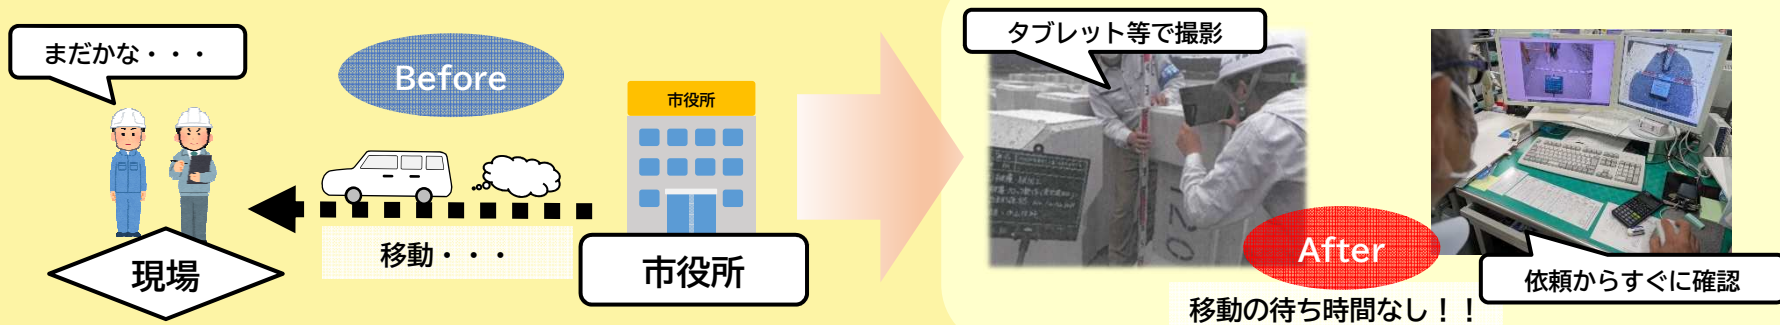 まだかな・・・
Before
市役所
移動・・・
現場
市役所
タブレット等で撮影
After
依頼からすぐに確認
移動の待ち時間なし！！